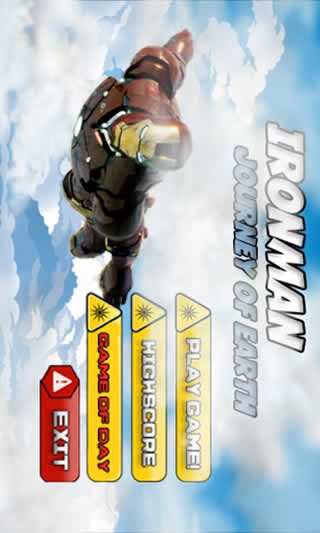 IRONMAN
JOURNEY OF EARTH
PLAY GAME!
HIGHSCORE
GAME OF DAY
EXIT